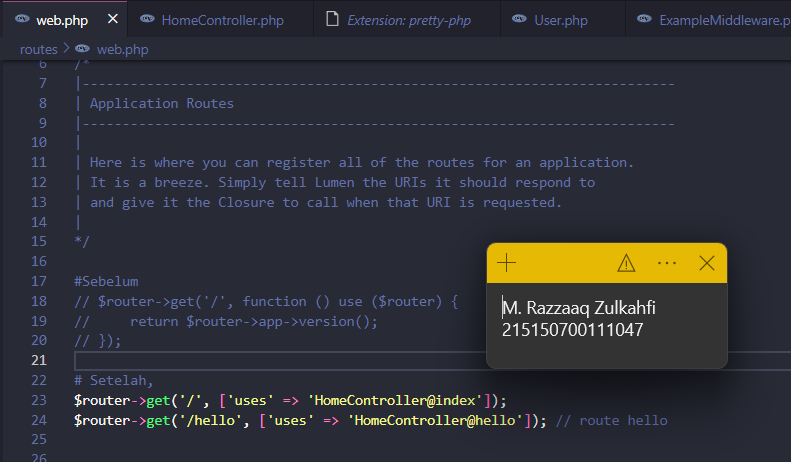 web.php × HomeController.php Extension: pretty-php User.php ExampleMiddleware.p
routes > web.php
6 /*
7 |--------------------------------------------------------------------------
8 | Application Routes
9 |--------------------------------------------------------------------------
10 |
11 | Here is where you can register all of the routes for an application.
12 | It is a breeze. Simply tell Lumen the URIs it should respond to
13 | and give it the Closure to call when that URI is requested.
14 |
15 */
16
17 #Sebelum
18 // $router->get('/', function () use ($router) {
19 //     return $router->app->version();
20 // });
21
22 # Setelah,
23 $router->get('/', ['uses' => 'HomeController@index']);
24 $router->get('/hello', ['uses' => 'HomeController@hello']); // route hello
25
26
M. Razzaaq Zulkahfi
215150700111047